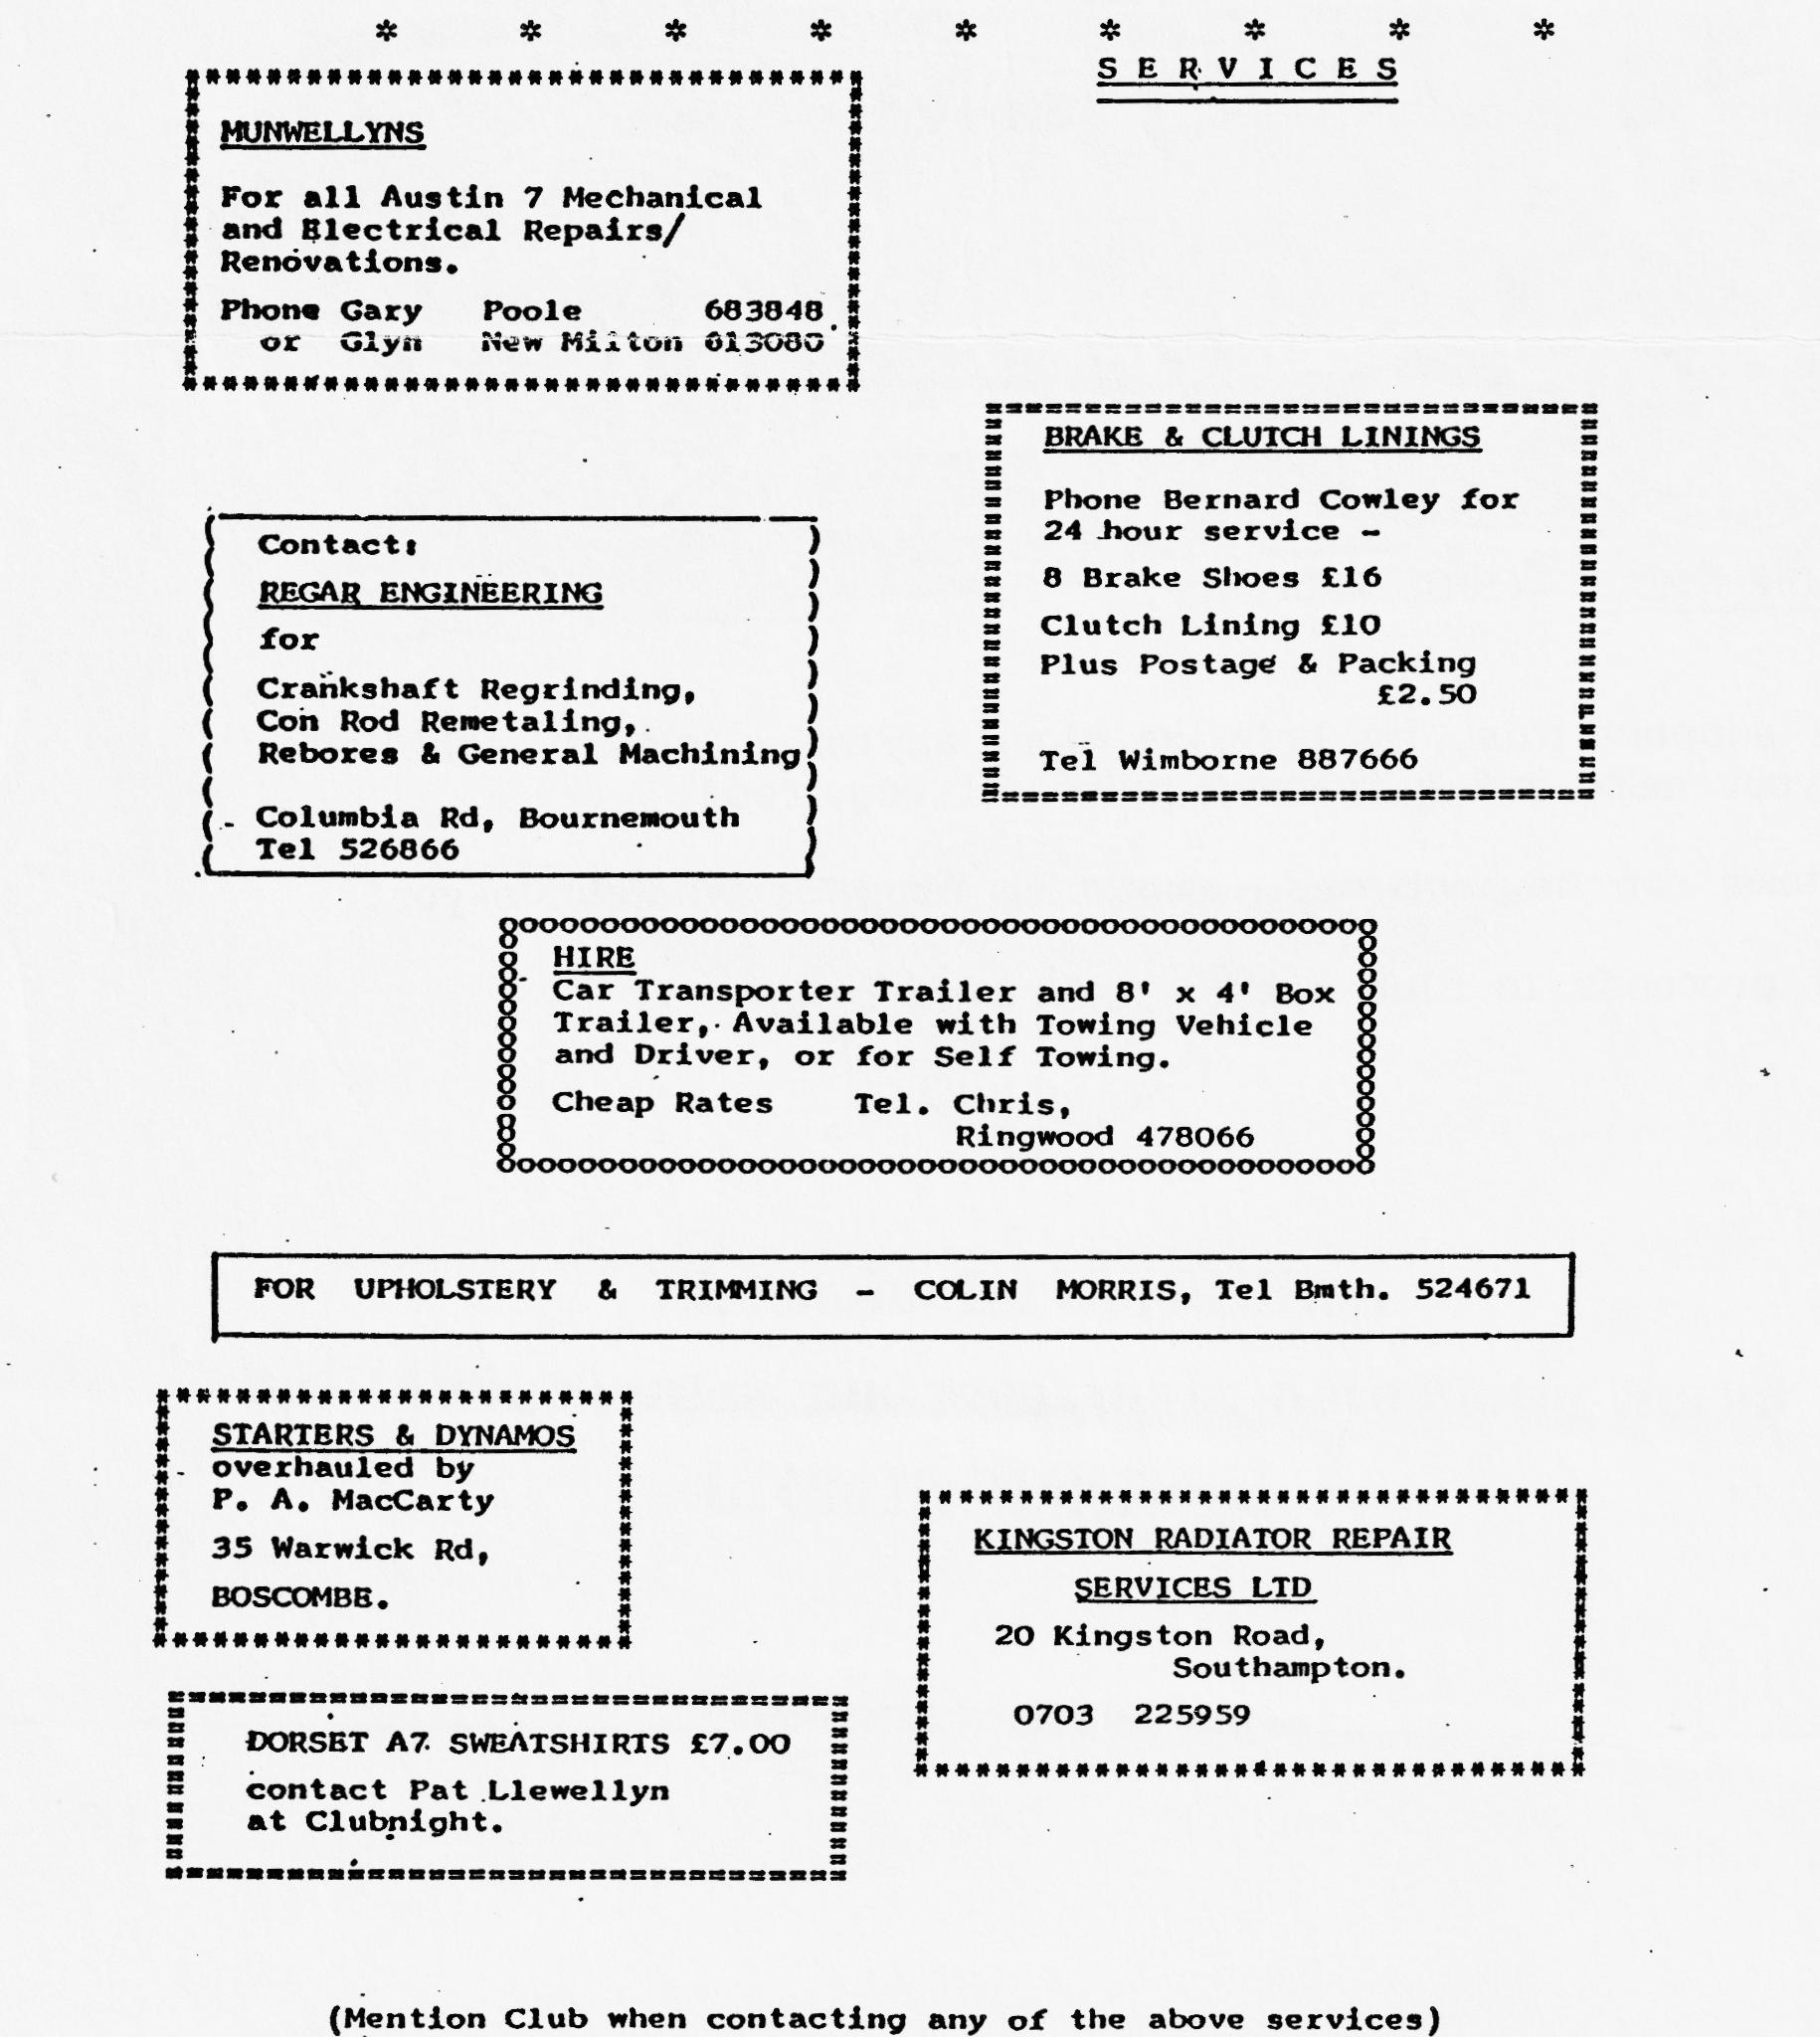 * * * * * * * * *
S E R V I C E S
MUNWELLYNS
For all Austin 7 Mechanical
and Electrical Repairs/
Renovations.
Phone Gary Poole 683848
or Glyn New Milton 613080
BRAKE & CLUTCH LININGS
Phone Bernard Cowley for
24 hour service -
8 Brake Shoes £16
Clutch Lining £10
Plus Postage & Packing
£2.50
Tel Wimborne 887666
Contact:
REGAR ENGINEERING
for
Crankshaft Regrinding,
Con Rod Remetaling,
Rebores & General Machining
Columbia Rd, Bournemouth
Tel 526866
HIRE
Car Transporter Trailer and 8' x 4' Box
Trailer, Available with Towing Vehicle
and Driver, or for Self Towing.
Cheap Rates Tel. Chris,
Ringwood 478066
FOR UPHOLSTERY & TRIMMING - COLIN MORRIS, Tel Bmth. 524671
STARTERS & DYNAMOS
overhauled by
P. A. MacCarty
35 Warwick Rd,
BOSCOMBE.
KINGSTON RADIATOR REPAIR
SERVICES LTD
20 Kingston Road,
Southampton.
0703 225959
DORSET A7 SWEATSHIRTS £7.00
contact Pat Llewellyn
at Clubnight.
(Mention Club when contacting any of the above services)